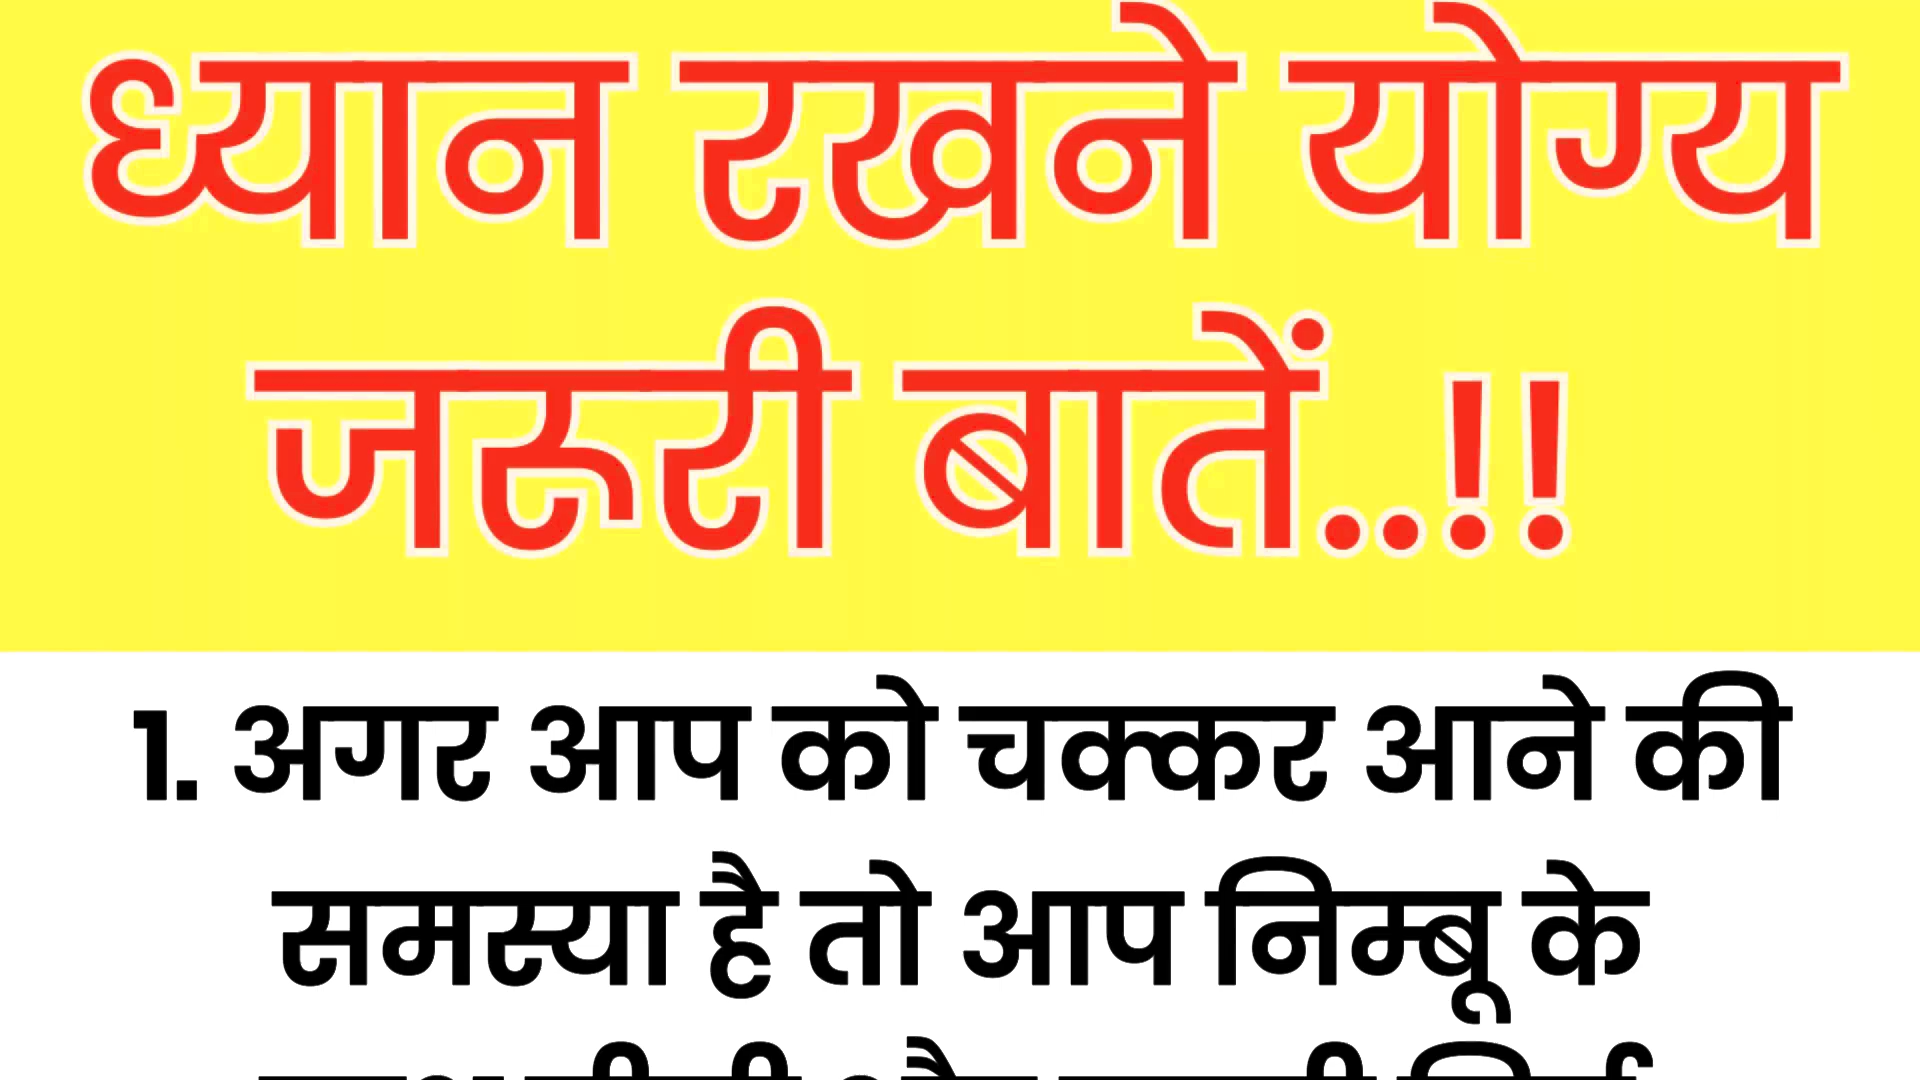 ध्यान रखने योग्य
जरूरी बातें..!!
1. अगर आप को चक्कर आने की
समस्या है तो आप निम्बू के